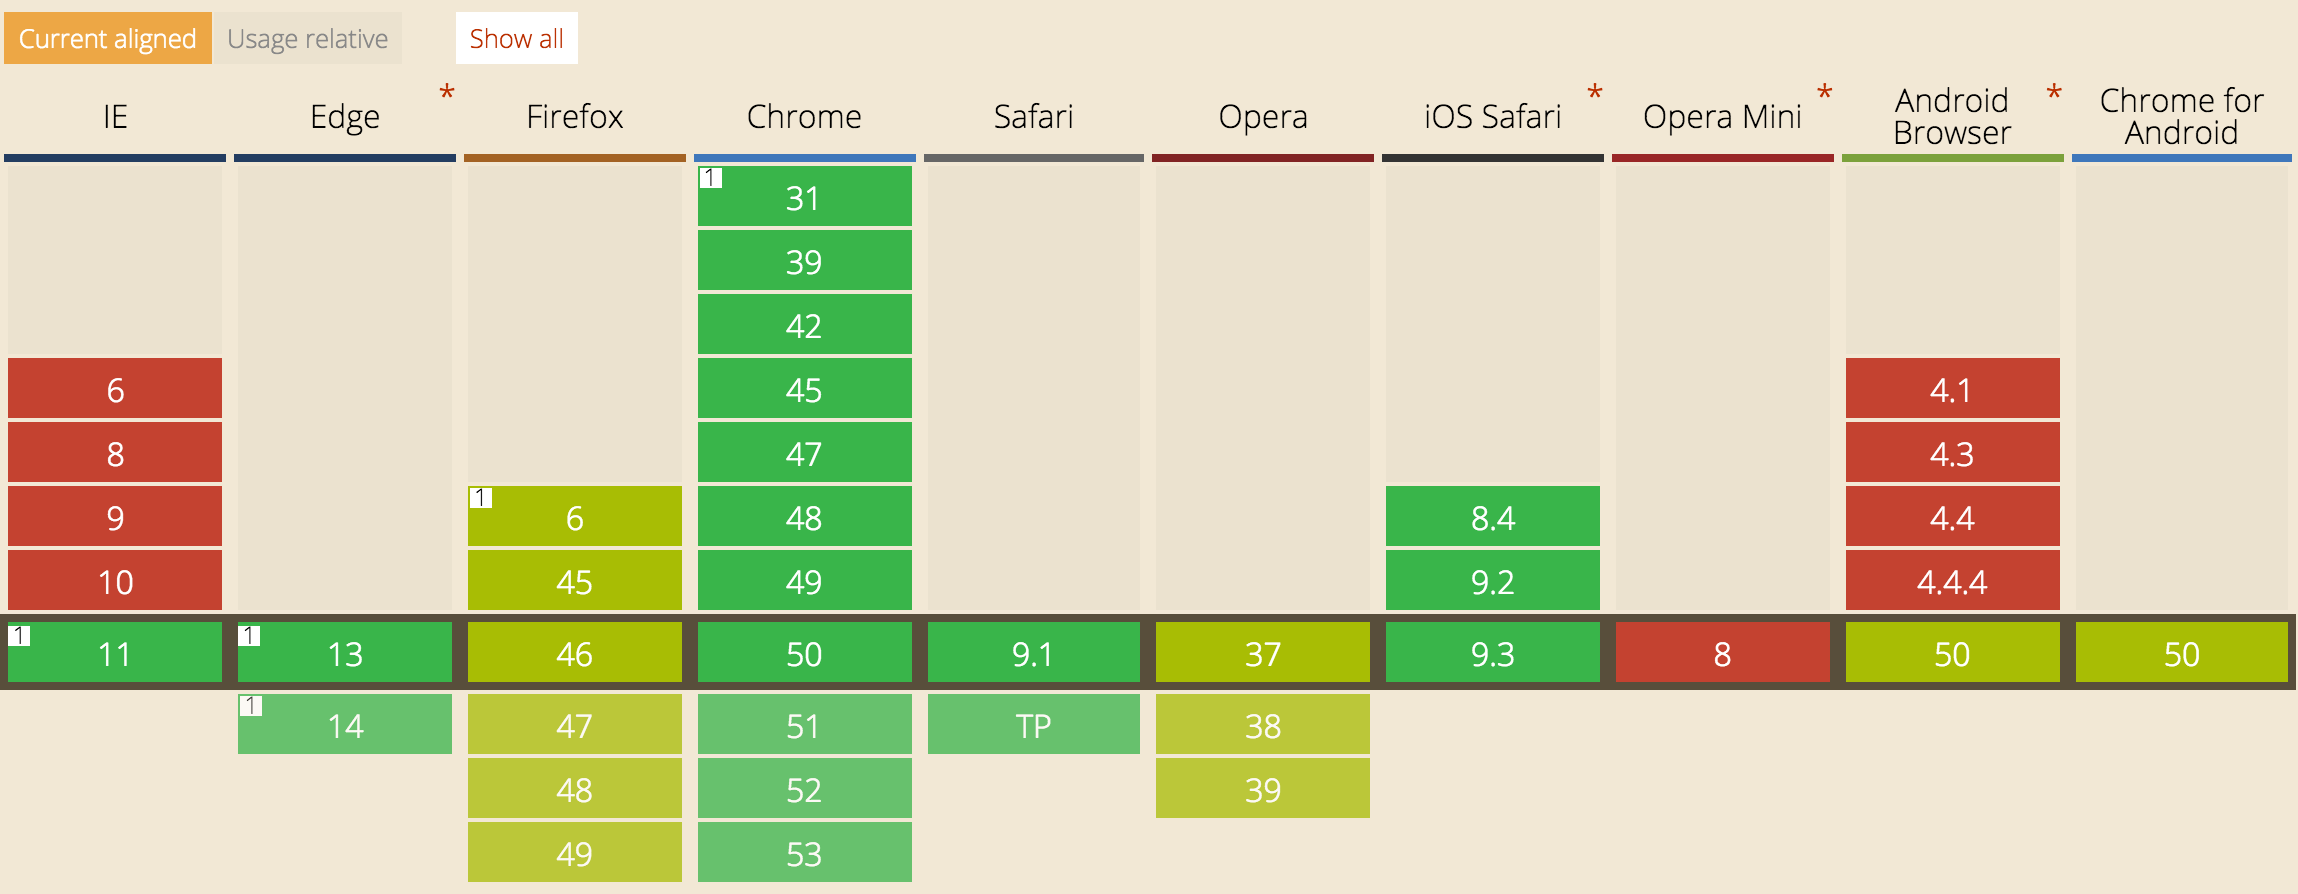 Current aligned Usage relative Show all
IE Edge * Firefox Chrome Safari Opera iOS Safari * Opera Mini * Android Browser * Chrome for Android
1 31
39
42
6 45 4.1
8 47 4.3
9 1 6 48 8.4 4.4
10 45 49 9.2 4.4.4
1 11 1 13 46 50 9.1 37 9.3 8 50 50
1 14 47 51 TP 38
48 52 39
49 53